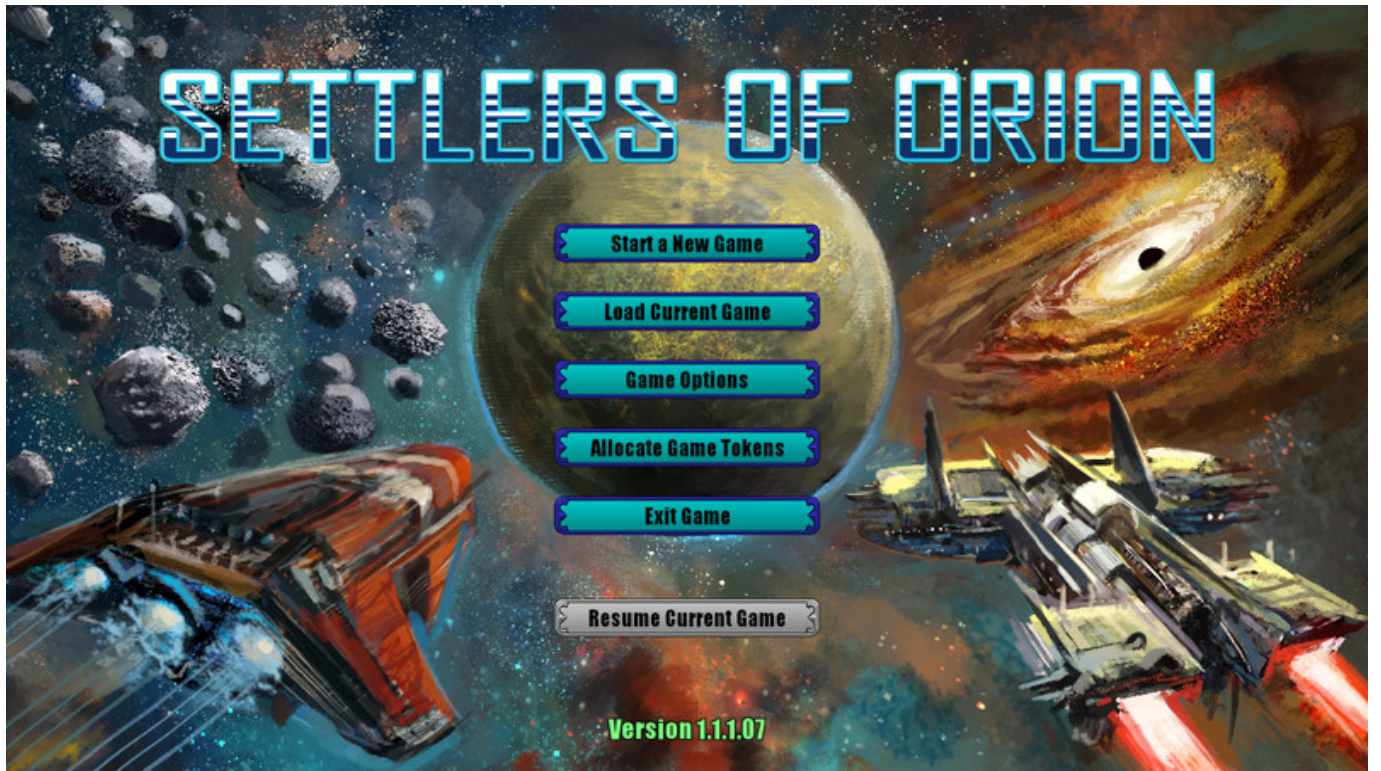 SETTLERS OF ORION
Start a New Game
Load Current Game
Game Options
Allocate Game Tokens
Exit Game
Resume Current Game
Version 1.1.1.07